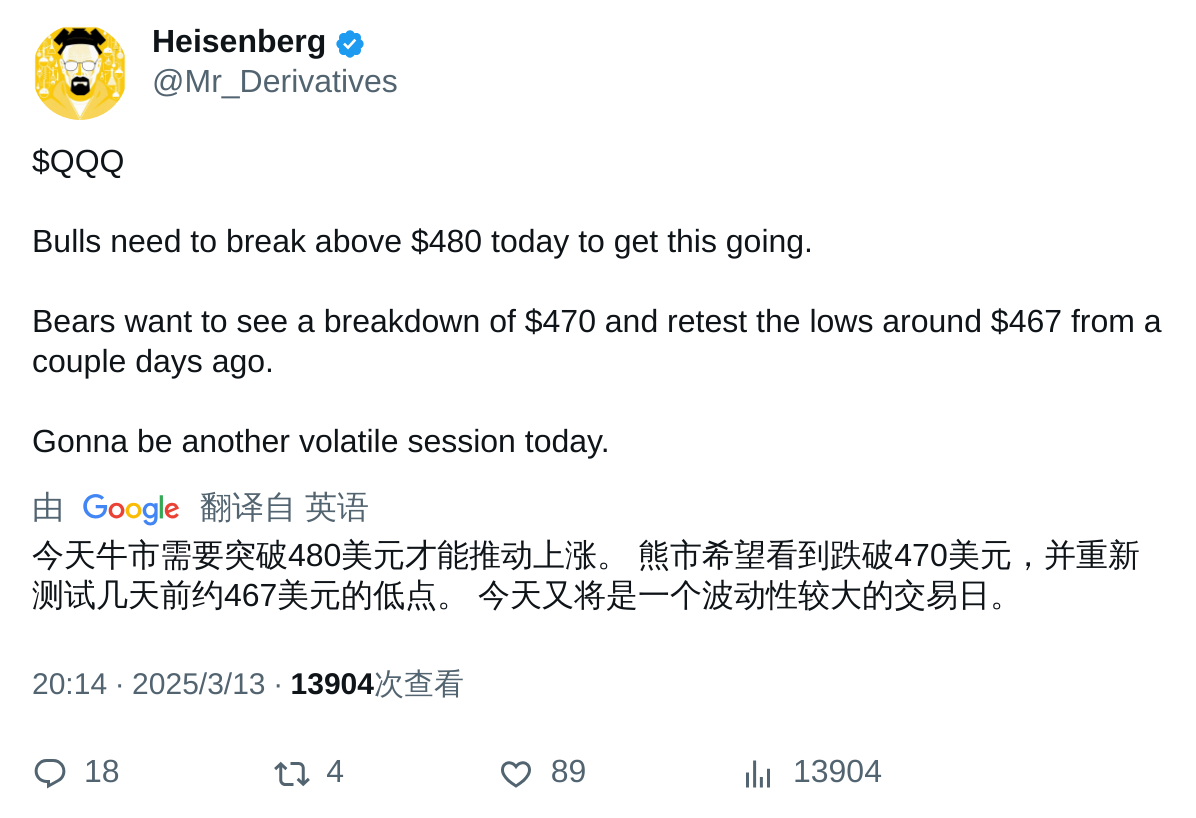 Heisenberg
@Mr_Derivatives
$QQQ
Bulls need to break above $480 today to get this going.
Bears want to see a breakdown of $470 and retest the lows around $467 from a
couple days ago.
Gonna be another volatile session today.
由 Google 翻译自 英语
今天牛市需要突破480美元才能推动上涨。 熊市希望看到跌破470美元，并重新
测试几天前约467美元的低点。 今天又将是一个波动性较大的交易日。
20:14 · 2025/3/13 · 13904次查看
18 4 89 13904